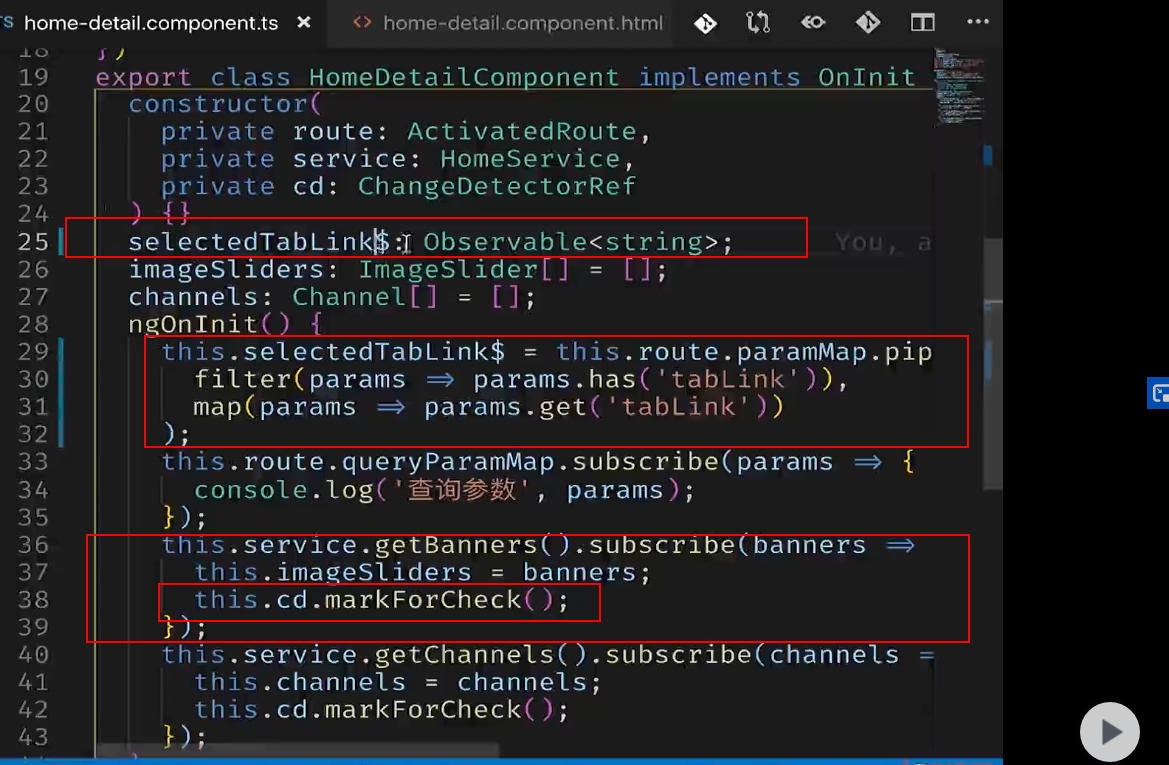 TS home-detail.component.ts ×
<> home-detail.component.html ···
18 })
19 export class HomeDetailComponent implements OnInit
20 constructor(
21 private route: ActivatedRoute,
22 private service: HomeService,
23 private cd: ChangeDetectorRef
24 ) {}
25 selectedTabLink$: Observable<string>; You, a
26 imageSliders: ImageSlider[] = [];
27 channels: Channel[] = [];
28 ngOnInit() {
29 this.selectedTabLink$ = this.route.paramMap.pip
30 filter(params => params.has('tabLink')),
31 map(params => params.get('tabLink'))
32 );
33 this.route.queryParamMap.subscribe(params => {
34 console.log('查询参数', params);
35 });
36 this.service.getBanners().subscribe(banners =>
37 this.imageSliders = banners;
38 this.cd.markForCheck();
39 });
40 this.service.getChannels().subscribe(channels =
41 this.channels = channels;
42 this.cd.markForCheck();
43 });